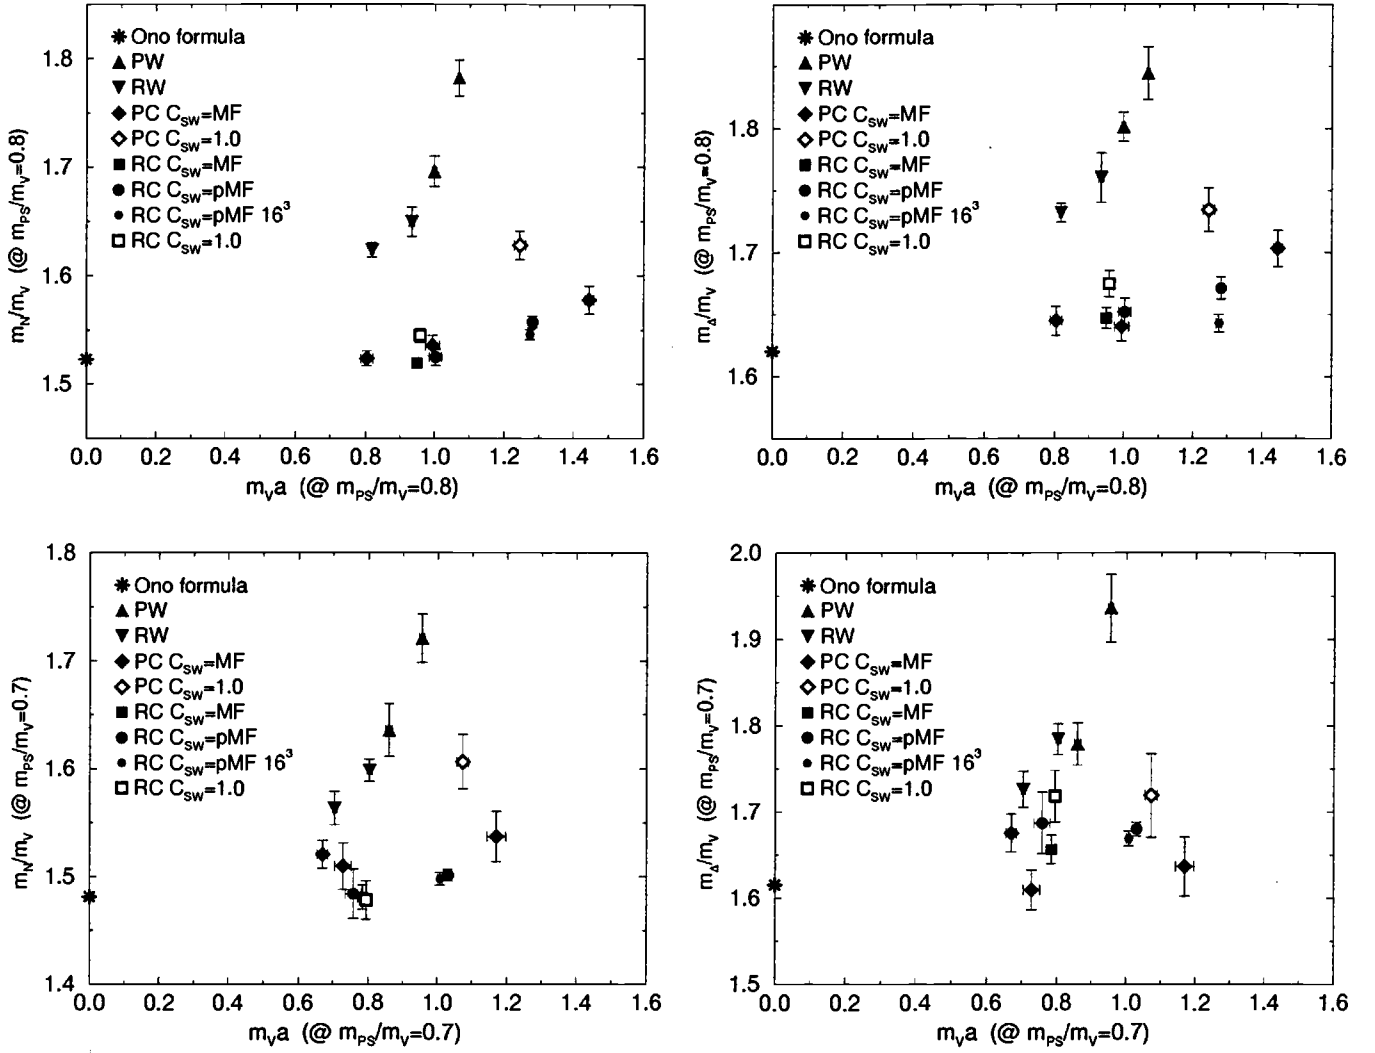 1.8
1.7
1.6
1.5
m_N/m_V (@ m_PS/m_V=0.8)
Ono formula
PW
RW
PC C_SW=MF
PC C_SW=1.0
RC C_SW=MF
RC C_SW=pMF
RC C_SW=pMF 16³
RC C_SW=1.0
0.0 0.2 0.4 0.6 0.8 1.0 1.2 1.4 1.6
m_Va (@ m_PS/m_V=0.8)
1.8
1.7
1.6
m_Δ/m_V (@ m_PS/m_V=0.8)
Ono formula
PW
RW
PC C_SW=MF
PC C_SW=1.0
RC C_SW=MF
RC C_SW=pMF
RC C_SW=pMF 16³
RC C_SW=1.0
0.0 0.2 0.4 0.6 0.8 1.0 1.2 1.4 1.6
m_Va (@ m_PS/m_V=0.8)
1.8
1.7
1.6
1.5
1.4
m_N/m_V (@ m_PS/m_V=0.7)
Ono formula
PW
RW
PC C_SW=MF
PC C_SW=1.0
RC C_SW=MF
RC C_SW=pMF
RC C_SW=pMF 16³
RC C_SW=1.0
0.0 0.2 0.4 0.6 0.8 1.0 1.2 1.4 1.6
m_Va (@ m_PS/m_V=0.7)
2.0
1.9
1.8
1.7
1.6
1.5
m_Δ/m_V (@ m_PS/m_V=0.7)
Ono formula
PW
RW
PC C_SW=MF
PC C_SW=1.0
RC C_SW=MF
RC C_SW=pMF
RC C_SW=pMF 16³
RC C_SW=1.0
0.0 0.2 0.4 0.6 0.8 1.0 1.2 1.4 1.6
m_Va (@ m_PS/m_V=0.7)